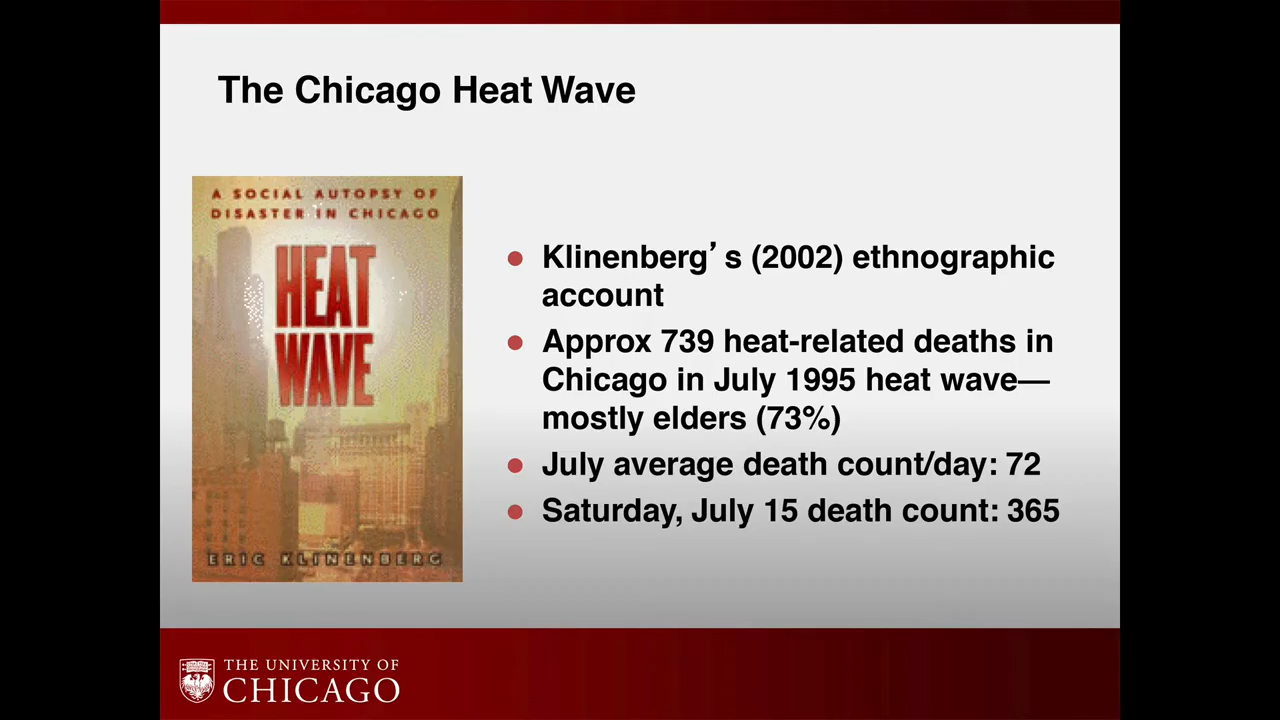 The Chicago Heat Wave
A SOCIAL AUTOPSY OF
DISASTER IN CHICAGO
HEAT
WAVE
ERIC KLINENBERG
● Klinenberg’s (2002) ethnographic
account
● Approx 739 heat-related deaths in
Chicago in July 1995 heat wave—
mostly elders (73%)
● July average death count/day: 72
● Saturday, July 15 death count: 365
THE UNIVERSITY OF
CHICAGO